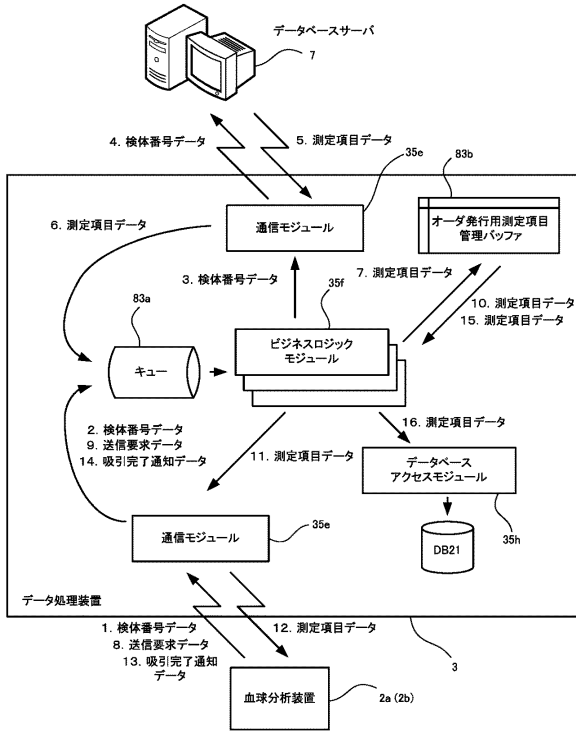 データベースサーバ
7
4. 検体番号データ
5. 測定項目データ
35e
83b
6. 測定項目データ
通信モジュール
オーダ発行用測定項目
管理バッファ
3. 検体番号データ
7. 測定項目データ
83a
35f
10. 測定項目データ
15. 測定項目データ
キュー
ビジネスロジック
モジュール
2. 検体番号データ
9. 送信要求データ
14. 吸引完了通知データ
16. 測定項目データ
11. 測定項目データ
データベース
アクセスモジュール
35e
35h
通信モジュール
DB21
データ処理装置
1. 検体番号データ
8. 送信要求データ
13. 吸引完了通知
データ
12. 測定項目データ
3
血球分析装置
2a (2b)